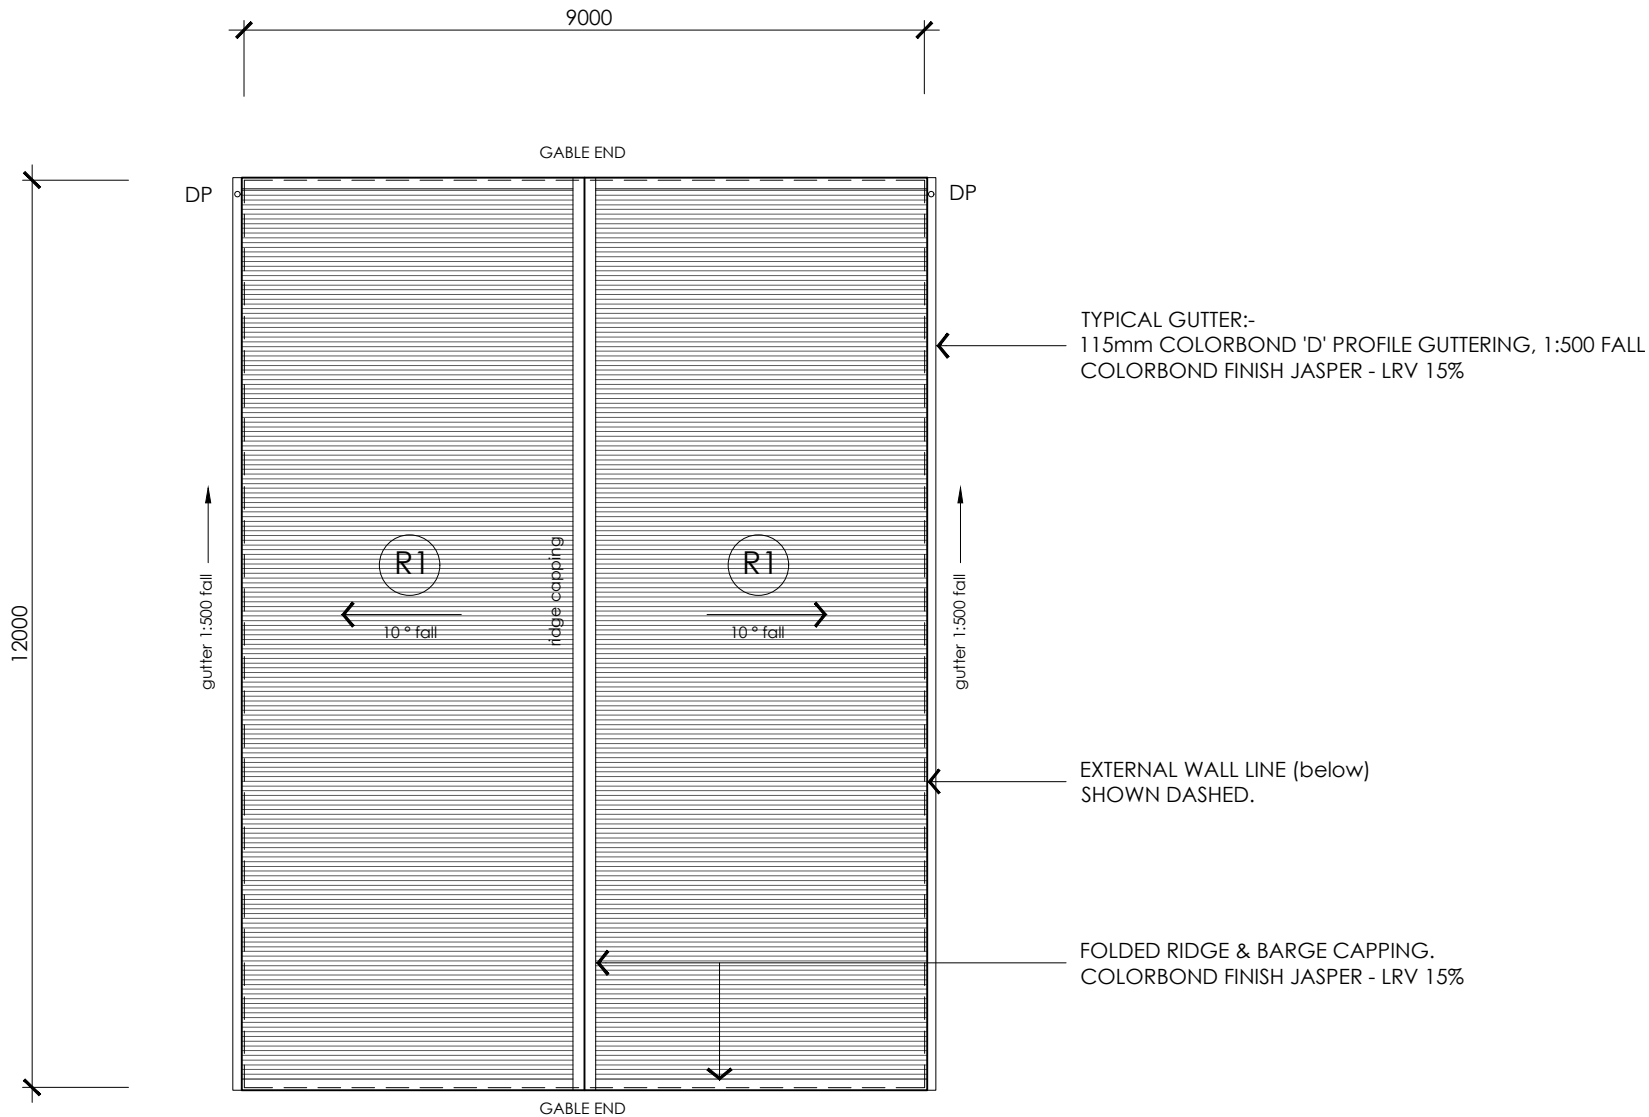 9000
GABLE END
DP
DP
TYPICAL GUTTER:-
115mm COLORBOND 'D' PROFILE GUTTERING, 1:500 FALL
COLORBOND FINISH JASPER - LRV 15%
12000
gutter 1:500 fall
R1
10 ° fall
ridge capping
R1
10 ° fall
gutter 1:500 fall
EXTERNAL WALL LINE (below)
SHOWN DASHED.
FOLDED RIDGE & BARGE CAPPING.
COLORBOND FINISH JASPER - LRV 15%
GABLE END